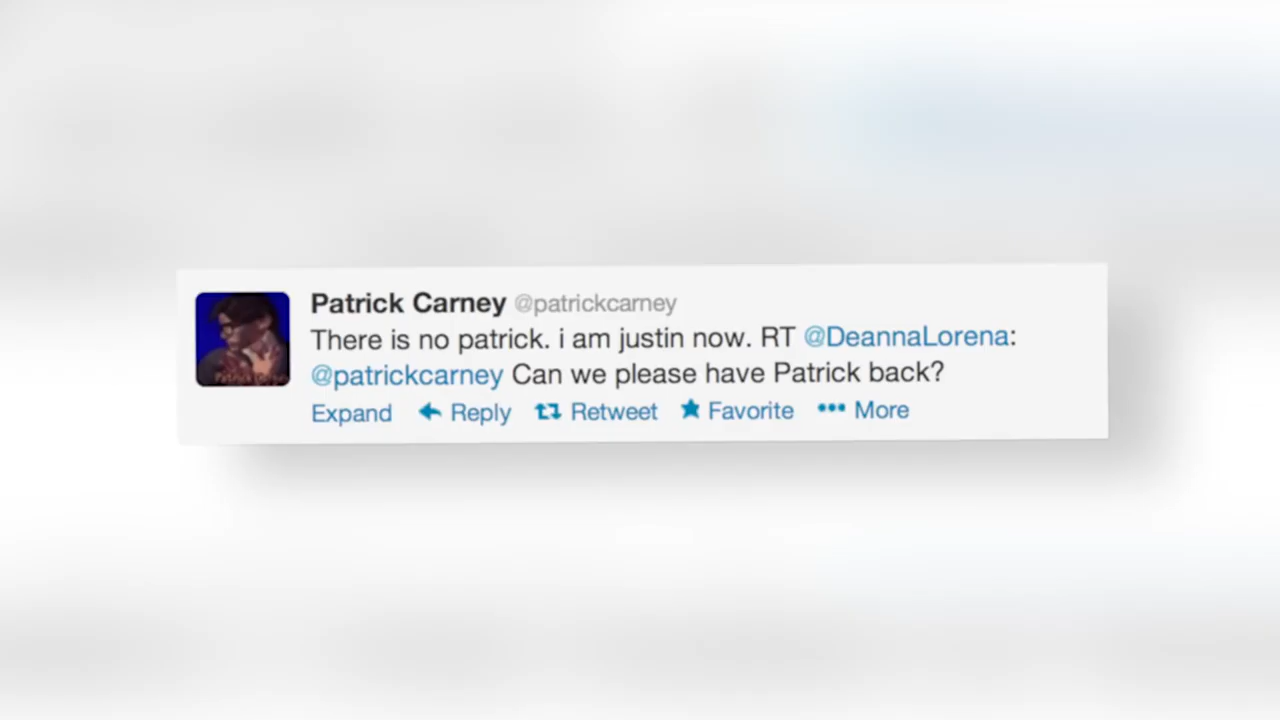 Patrick Carney @patrickcarney
There is no patrick. i am justin now. RT @DeannaLorena:
@patrickcarney Can we please have Patrick back?
Expand Reply Retweet Favorite More